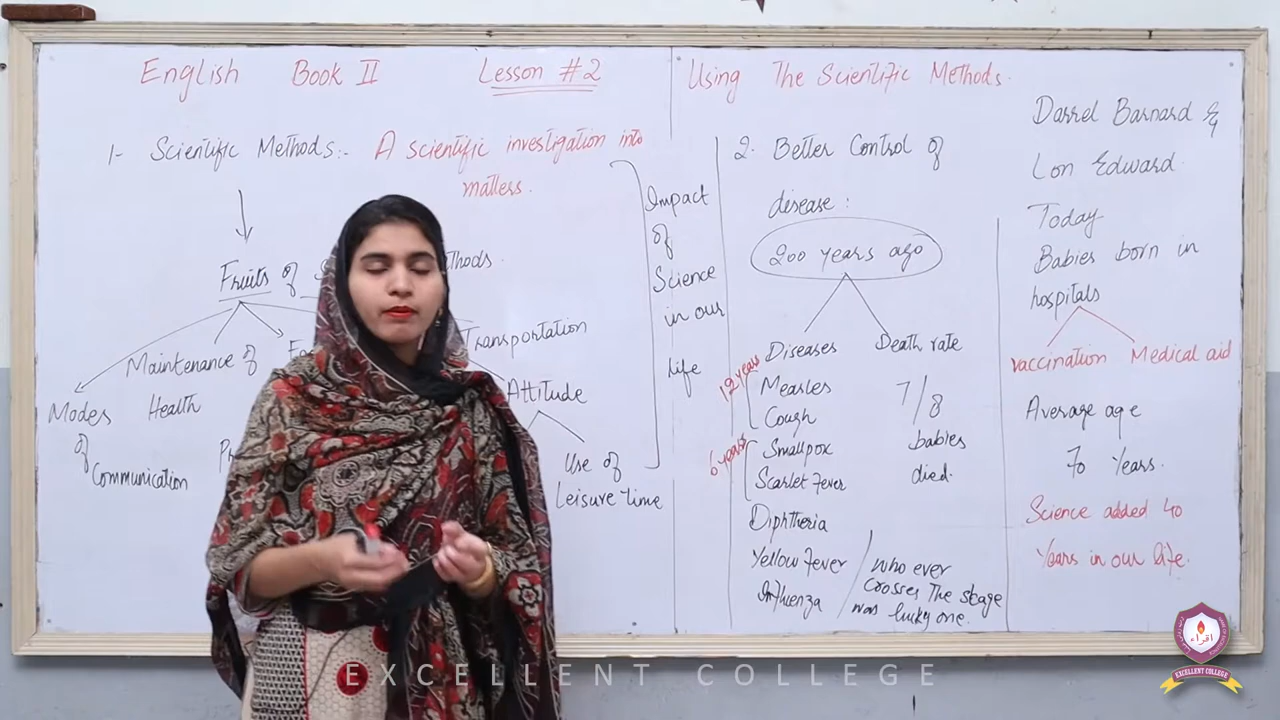 English Book II Lesson #2
Using The Scientific Methods.
1- Scientific Methods:- A scientific investigation into
matters.
Fruits of
thods.
Modes
of
Communication
Maintenance of
Health
Transportation
Attitude
Use of
Leisure time
Impact
of
Science
in our
life
2. Better Control of
disease:
200 years ago
Diseases
12 years
Measles
Cough
6 years
Smallpox
Scarlet Fever
Diphtheria
Yellow Fever
Influenza
Death rate
7/8
babies
died.
who ever
crosses the stage
was lucky one.
Darrel Barnard &
Lon Edward.
Today
Babies born in
hospitals
vaccination Medical aid
Average age
70 Years.
Science added 40
Years in our life.
EXCELLENT COLLEGE
اقراء
EXCELLENT COLLEGE